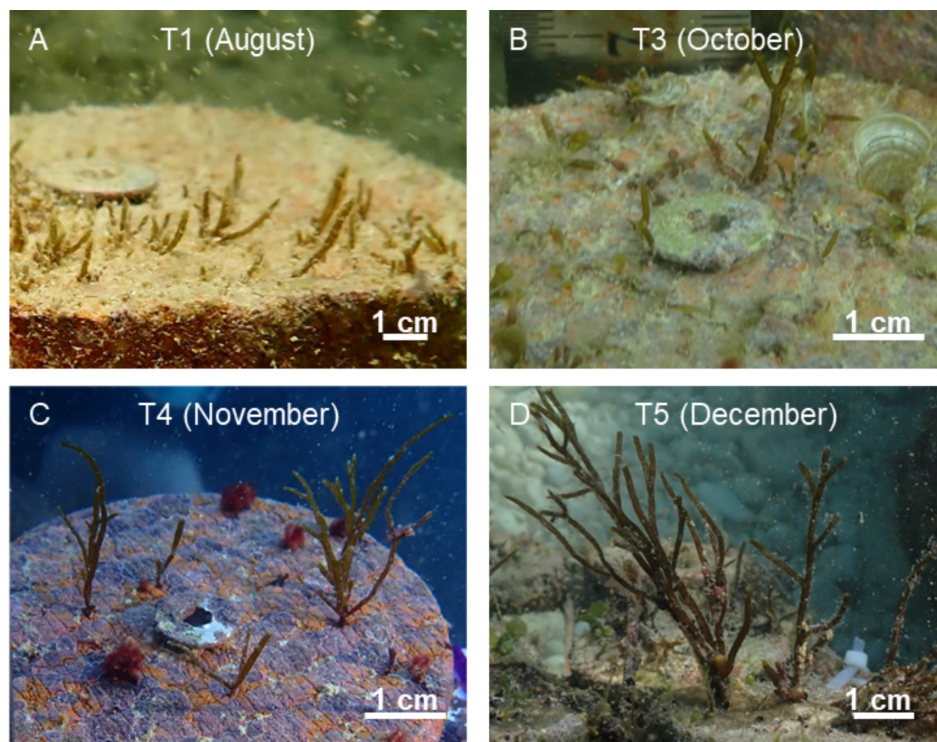 A T1 (August)
B T3 (October)
1 cm
1 cm
C T4 (November)
D T5 (December)
1 cm
1 cm